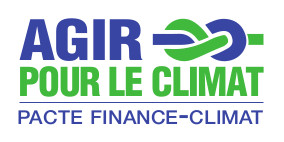 AGIR
POUR LE CLIMAT
PACTE FINANCE-CLIMAT